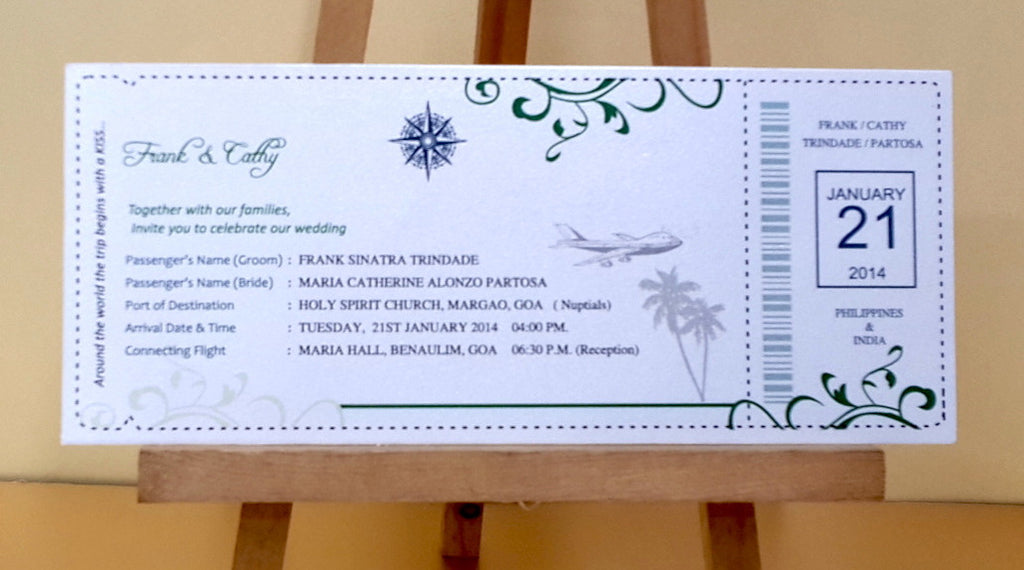 Around the world the trip begins with a KISS...
Frank & Cathy
Together with our families,
Invite you to celebrate our wedding
Passenger's Name (Groom) : FRANK SINATRA TRINDADE
Passenger's Name (Bride) : MARIA CATHERINE ALONZO PARTOSA
Port of Destination : HOLY SPIRIT CHURCH, MARGAO, GOA ( Nuptials)
Arrival Date & Time : TUESDAY, 21ST JANUARY 2014 04:00 PM.
Connecting Flight : MARIA HALL, BENAULIM, GOA 06:30 P.M. (Reception)
FRANK / CATHY
TRINDADE / PARTOSA
JANUARY
21
2014
PHILIPPINES
&
INDIA